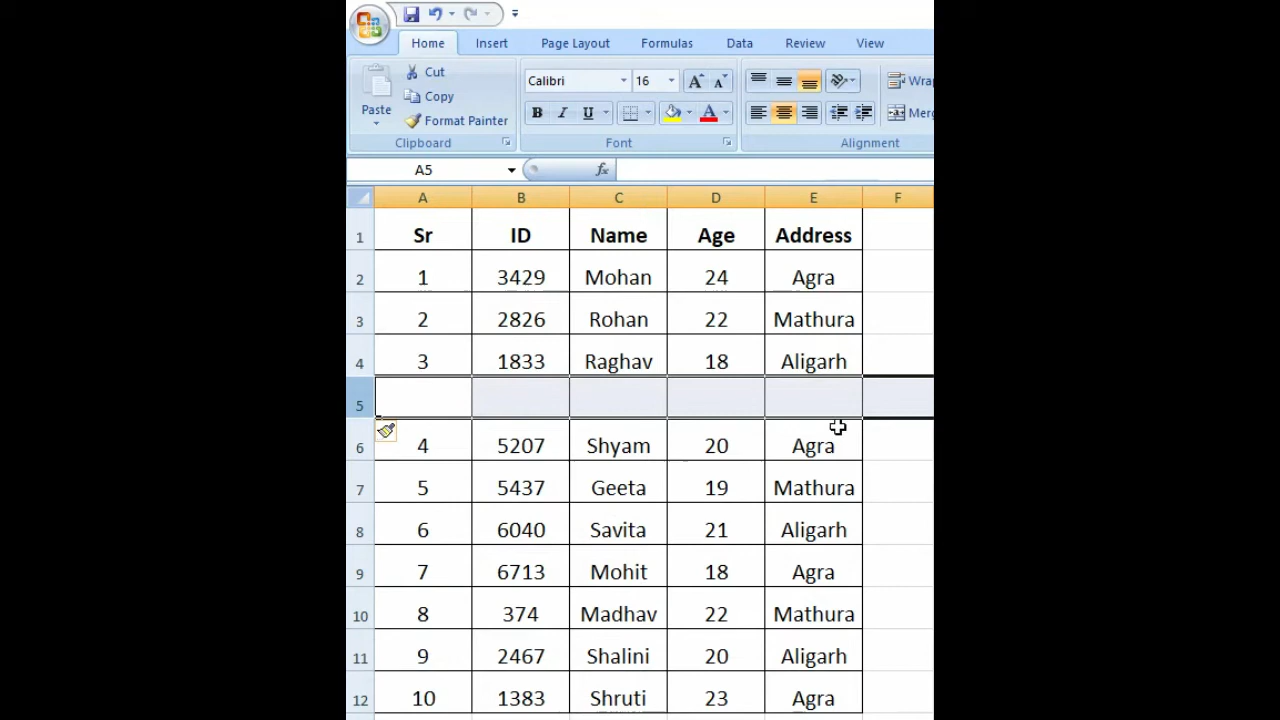 Home Insert Page Layout Formulas Data Review View
Paste
Cut
Copy
Format Painter
Calibri 16 A A
B I U A
Wrap
Merg
Clipboard Font Alignment
A5 fx
A B C D E F
1 Sr ID Name Age Address
2 1 3429 Mohan 24 Agra
3 2 2826 Rohan 22 Mathura
4 3 1833 Raghav 18 Aligarh
5
6 4 5207 Shyam 20 Agra
7 5 5437 Geeta 19 Mathura
8 6 6040 Savita 21 Aligarh
9 7 6713 Mohit 18 Agra
10 8 374 Madhav 22 Mathura
11 9 2467 Shalini 20 Aligarh
12 10 1383 Shruti 23 Agra